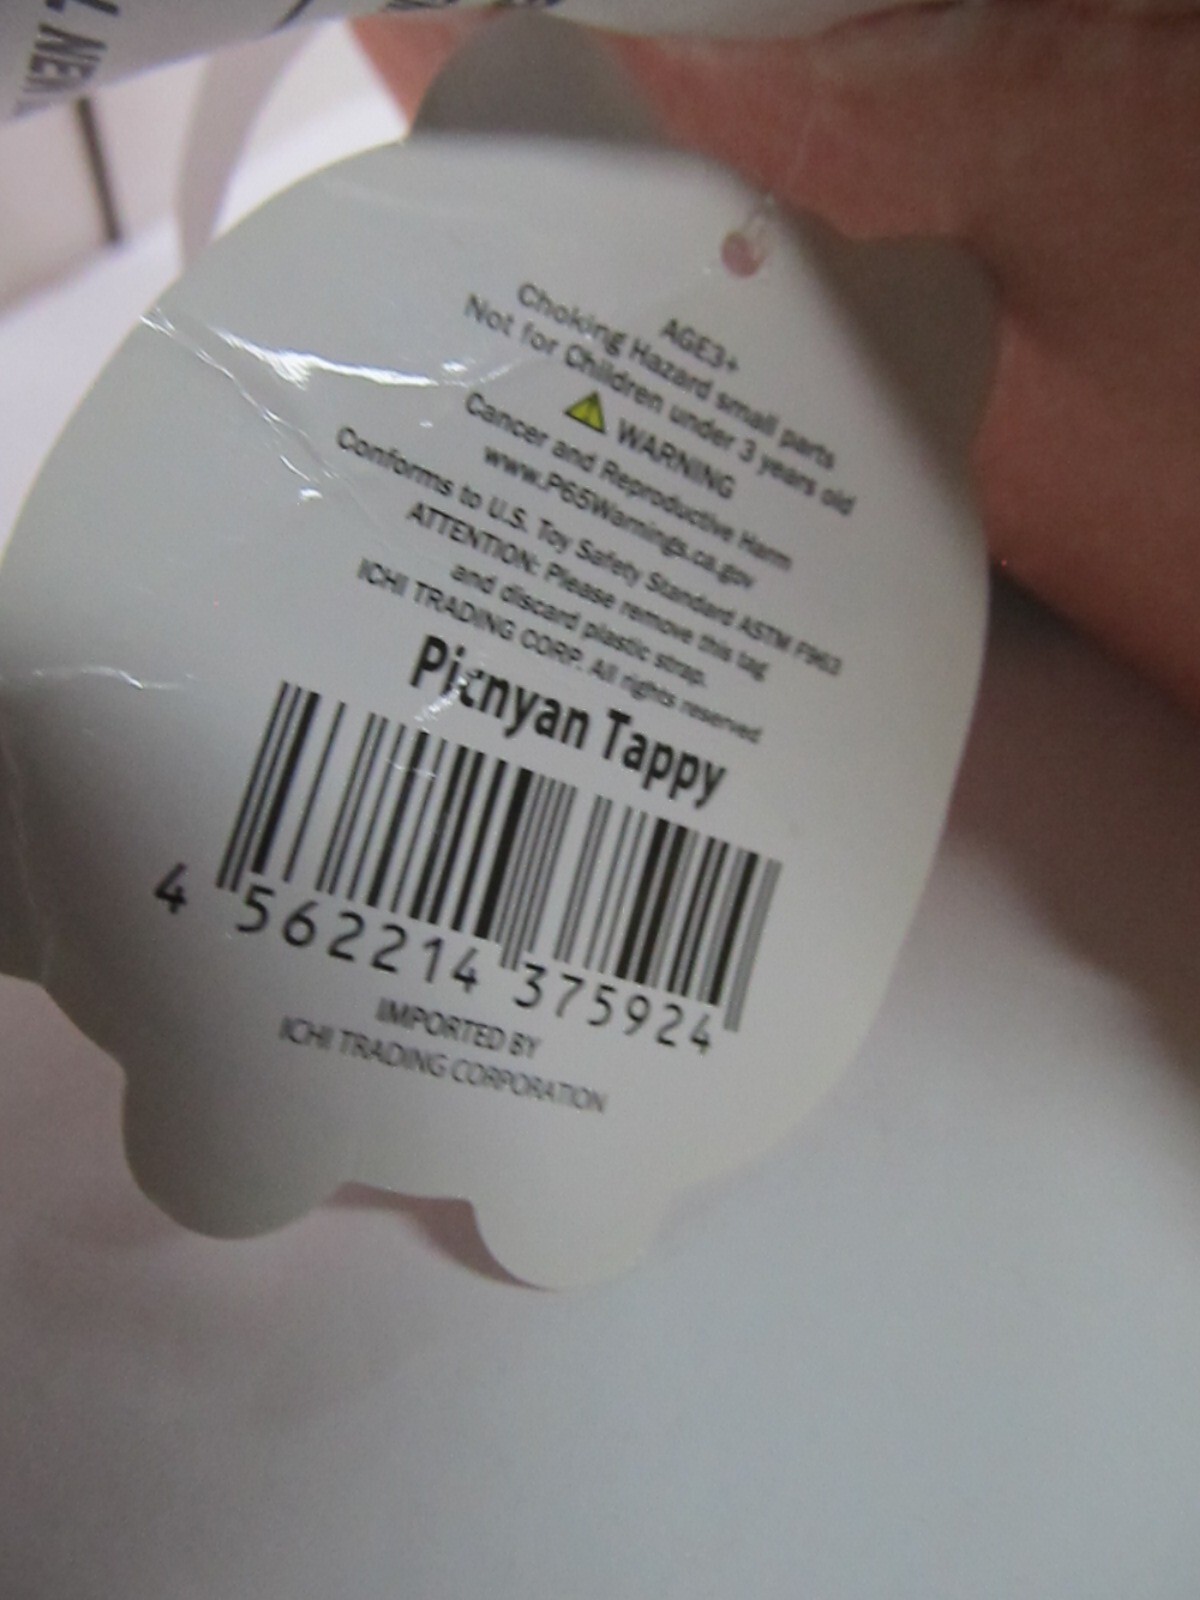 AGE3+
Choking Hazard small parts
Not for Children under 3 years old
WARNING
Cancer and Reproductive Harm
www.P65Warnings.ca.gov
Conforms to U.S. Toy Safety Standard ASTM F963
ATTENTION: Please remove this tag
and discard plastic strap.
ICHI TRADING CORP. All rights reserved
Picnyan Tappy
4 562214 375924
IMPORTED BY
ICHI TRADING CORPORATION